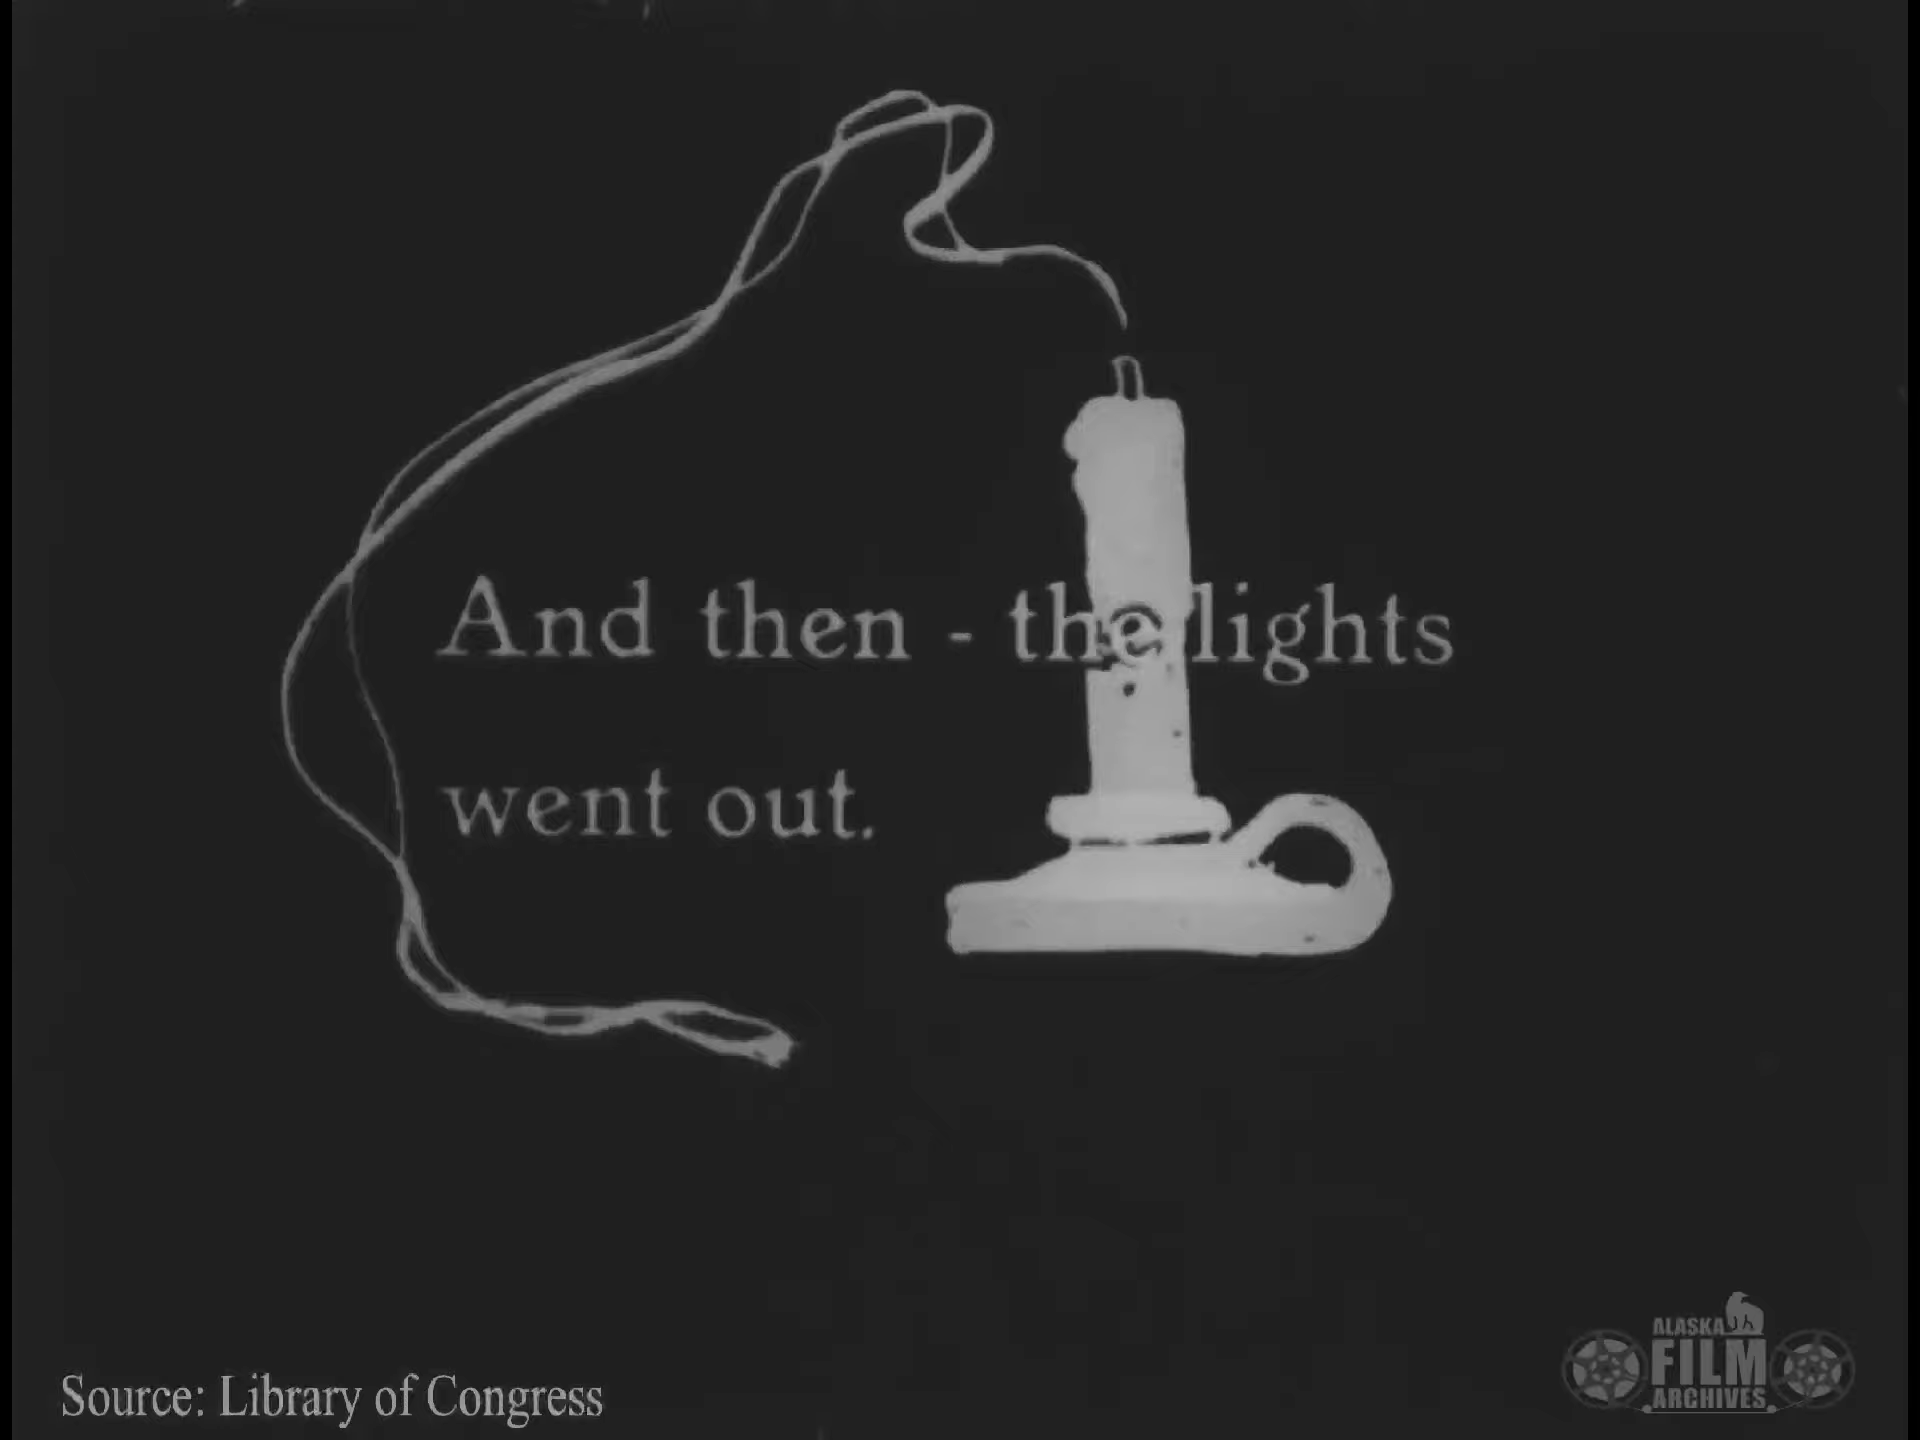 And then - the lights
went out.
Source: Library of Congress
ALASKA
FILM
ARCHIVES